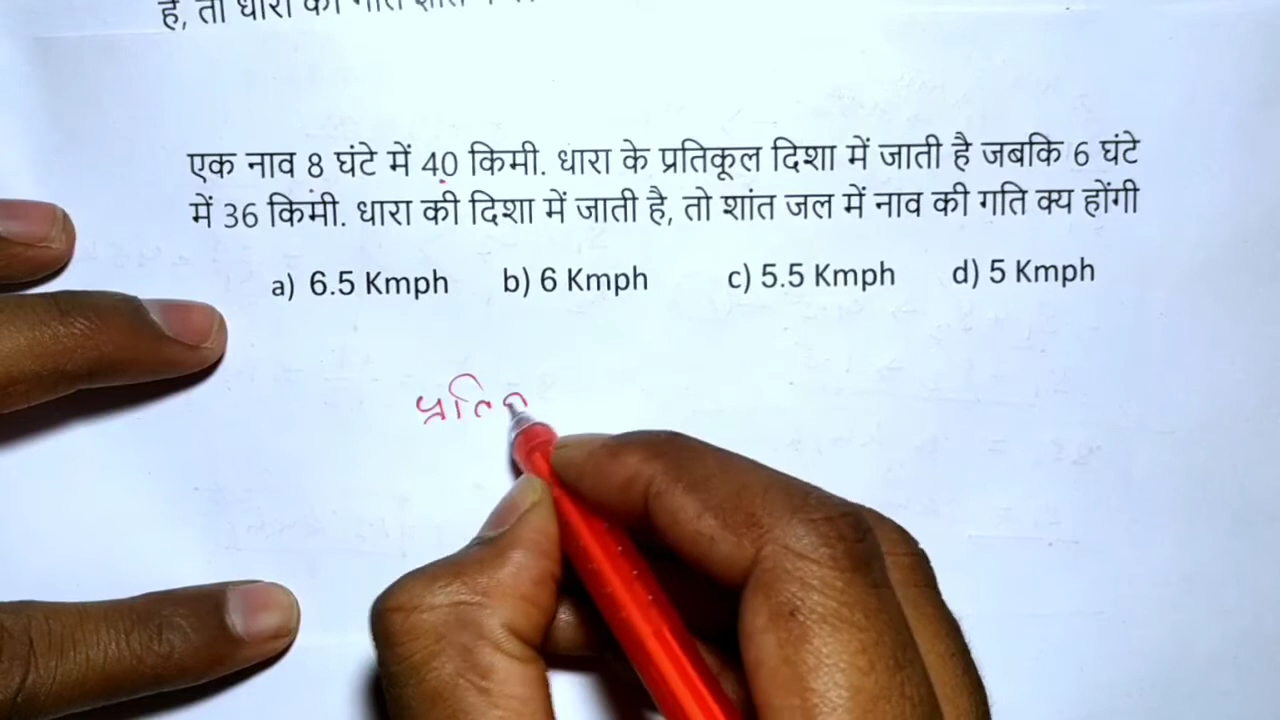 है, तो धारा की गति
एक नाव 8 घंटे में 40 किमी. धारा के प्रतिकूल दिशा में जाती है जबकि 6 घंटे
में 36 किमी. धारा की दिशा में जाती है, तो शांत जल में नाव की गति क्य होंगी
a) 6.5 Kmph b) 6 Kmph c) 5.5 Kmph d) 5 Kmph